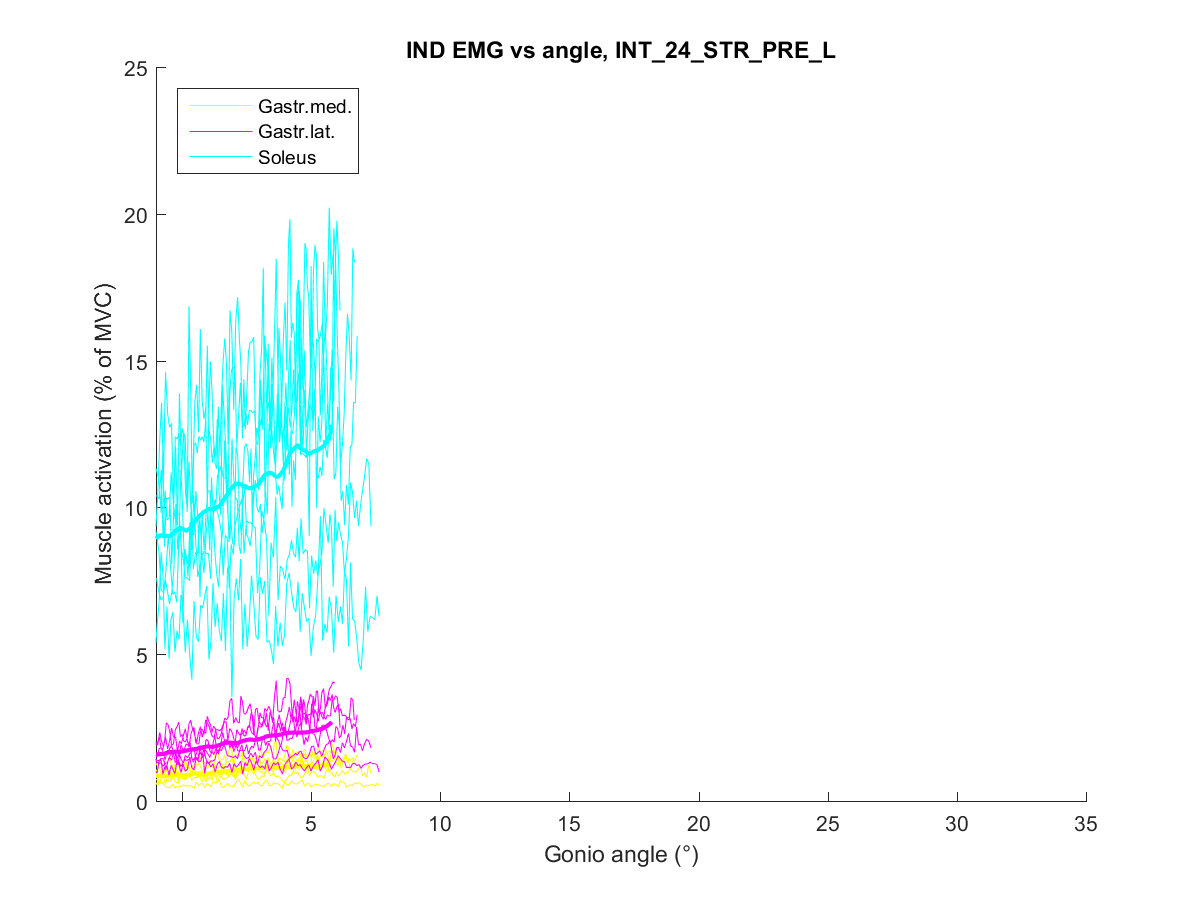 IND EMG vs angle, INT_24_STR_PRE_L
25
Gastr.med.
Gastr.lat.
Soleus
20
15
10
5
0
Muscle activation (% of MVC)
0 5 10 15 20 25 30 35
Gonio angle (°)